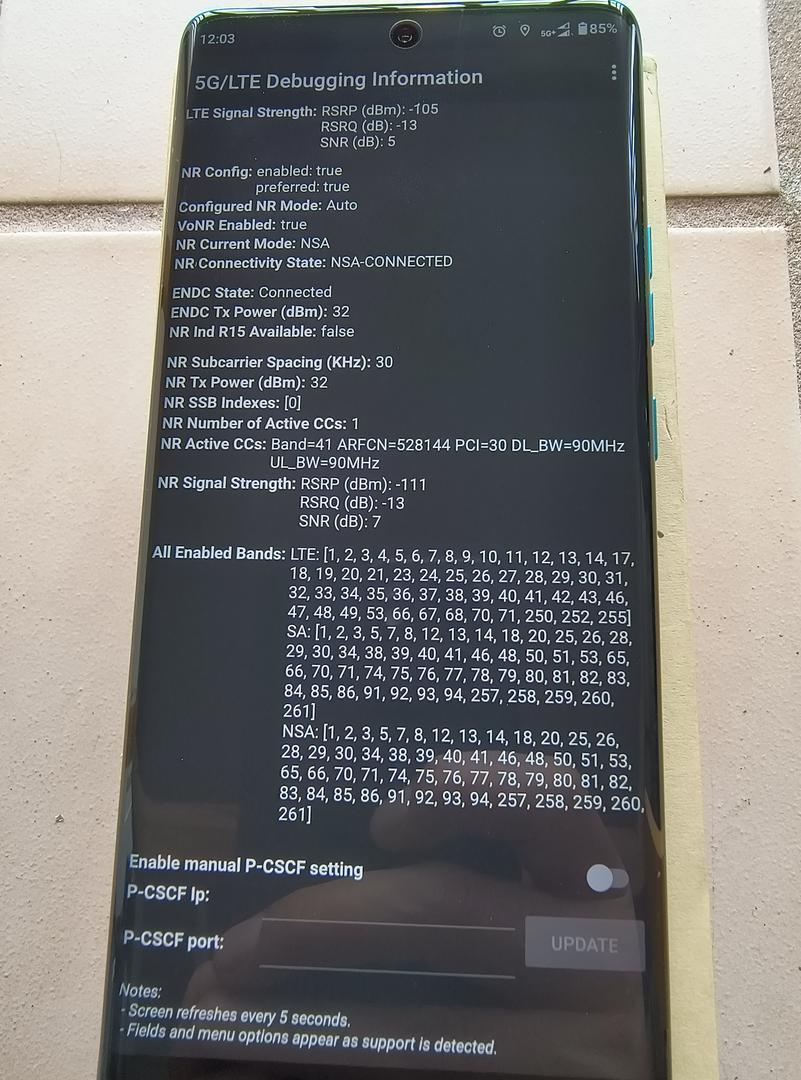 12:03
5G+ 85%
5G/LTE Debugging Information
LTE Signal Strength: RSRP (dBm): -105
RSRQ (dB): -13
SNR (dB): 5
NR Config: enabled: true
preferred: true
Configured NR Mode: Auto
VoNR Enabled: true
NR Current Mode: NSA
NR Connectivity State: NSA-CONNECTED
ENDC State: Connected
ENDC Tx Power (dBm): 32
NR Ind R15 Available: false
NR Subcarrier Spacing (KHz): 30
NR Tx Power (dBm): 32
NR SSB Indexes: [0]
NR Number of Active CCs: 1
NR Active CCs: Band=41 ARFCN=528144 PCI=30 DL_BW=90MHz
UL_BW=90MHz
NR Signal Strength: RSRP (dBm): -111
RSRQ (dB): -13
SNR (dB): 7
All Enabled Bands: LTE: [1, 2, 3, 4, 5, 6, 7, 8, 9, 10, 11, 12, 13, 14, 17,
18, 19, 20, 21, 23, 24, 25, 26, 27, 28, 29, 30, 31,
32, 33, 34, 35, 36, 37, 38, 39, 40, 41, 42, 43, 46,
47, 48, 49, 53, 66, 67, 68, 70, 71, 250, 252, 255]
SA: [1, 2, 3, 5, 7, 8, 12, 13, 14, 18, 20, 25, 26, 28,
29, 30, 34, 38, 39, 40, 41, 46, 48, 50, 51, 53, 65,
66, 70, 71, 74, 75, 76, 77, 78, 79, 80, 81, 82, 83,
84, 85, 86, 91, 92, 93, 94, 257, 258, 259, 260,
261]
NSA: [1, 2, 3, 5, 7, 8, 12, 13, 14, 18, 20, 25, 26,
28, 29, 30, 34, 38, 39, 40, 41, 46, 48, 50, 51, 53,
65, 66, 70, 71, 74, 75, 76, 77, 78, 79, 80, 81, 82,
83, 84, 85, 86, 91, 92, 93, 94, 257, 258, 259, 260,
261]
Enable manual P-CSCF setting
P-CSCF Ip:
P-CSCF port:
UPDATE
Notes:
- Screen refreshes every 5 seconds.
- Fields and menu options appear as support is detected.